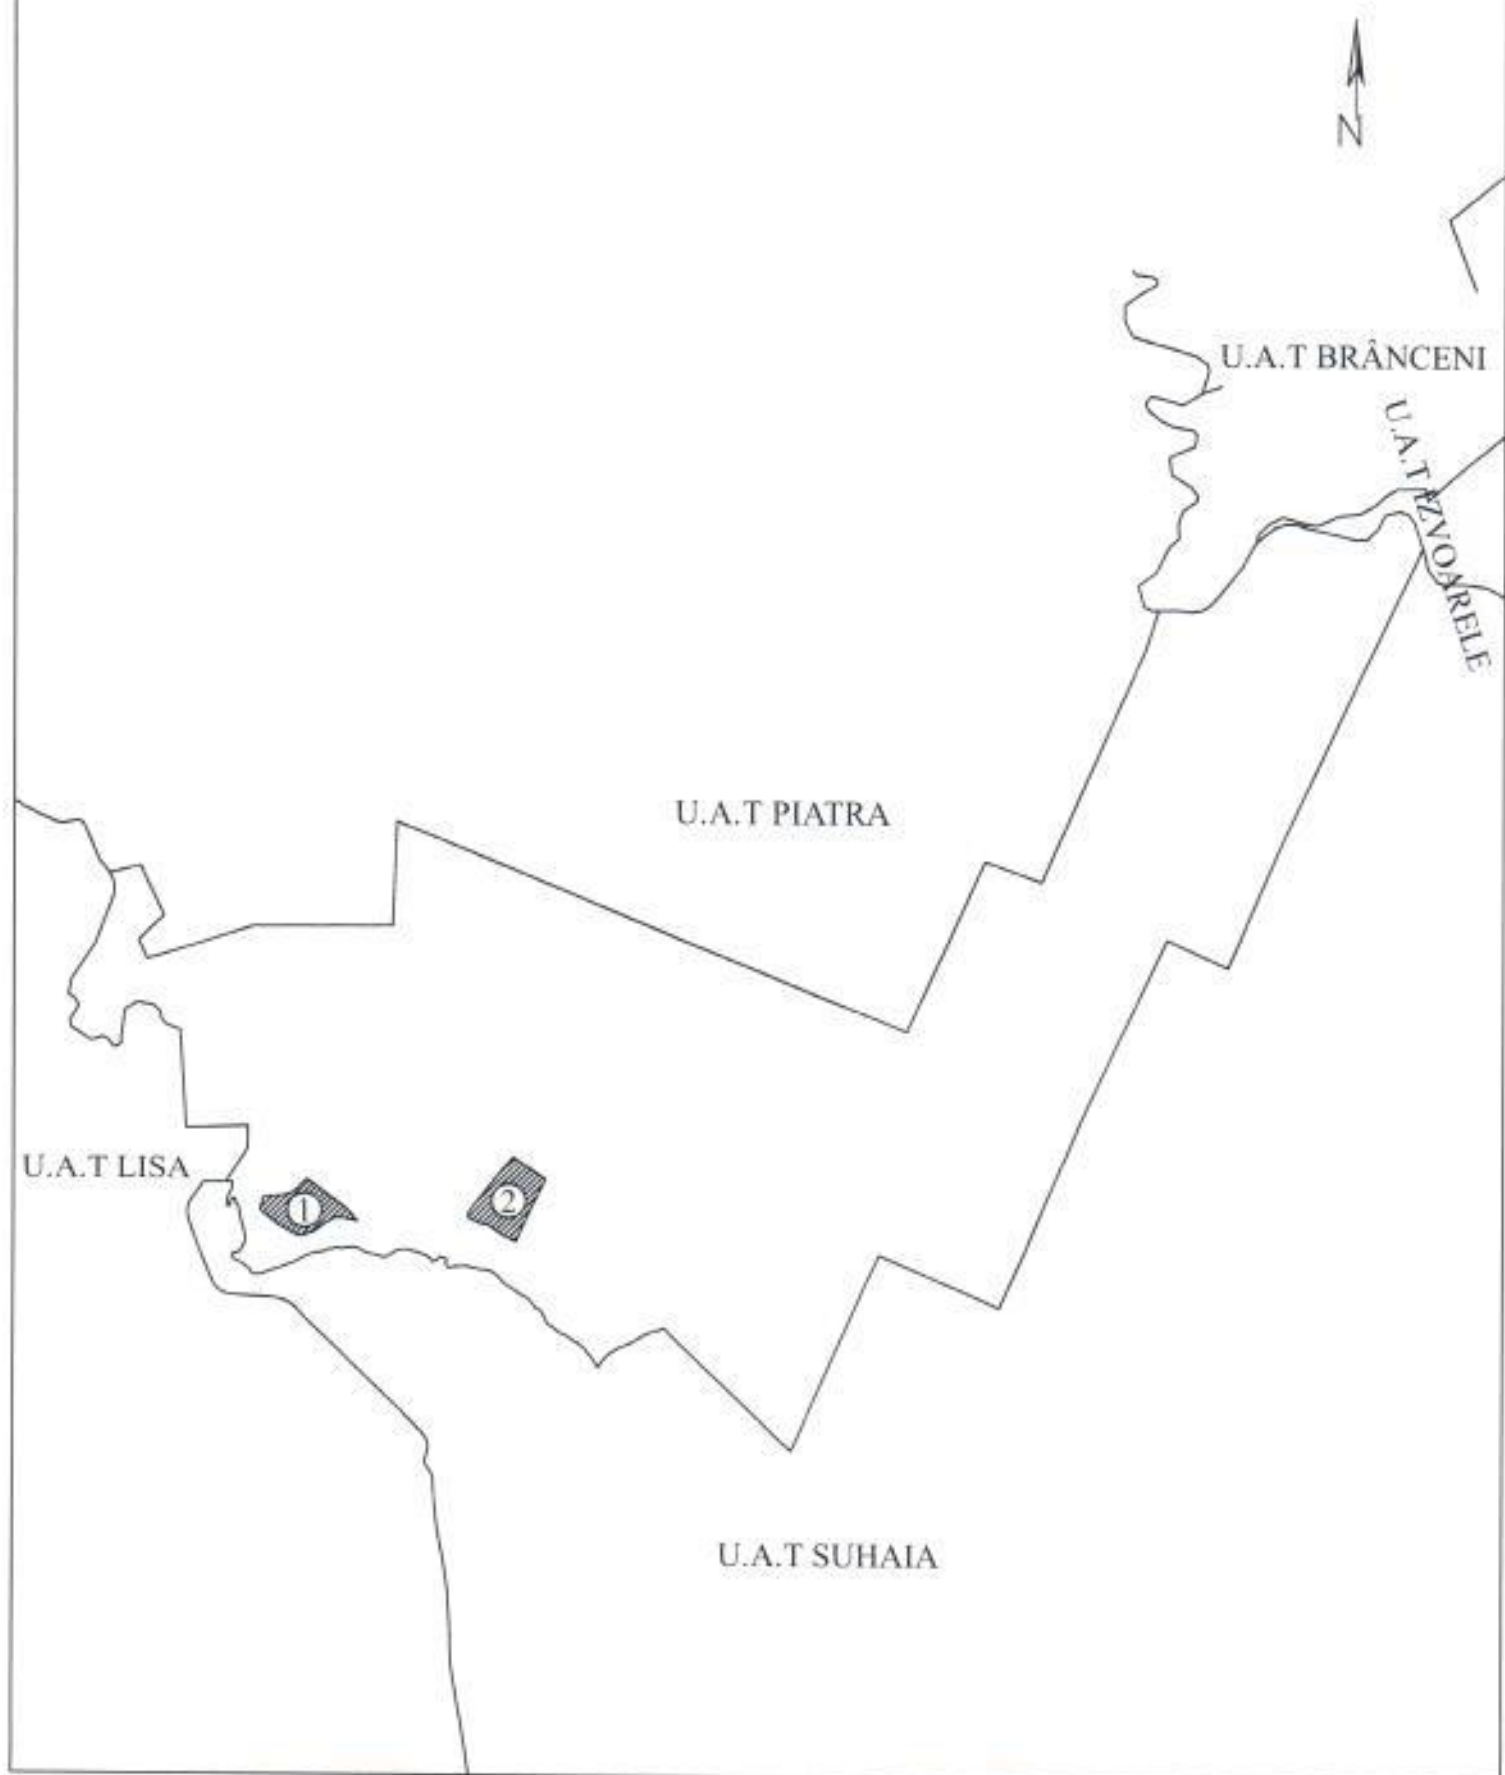 N
U.A.T BRÂNCENI
U.A.T IZVOARELE
U.A.T PIATRA
U.A.T LISA
1
2
U.A.T SUHAIA